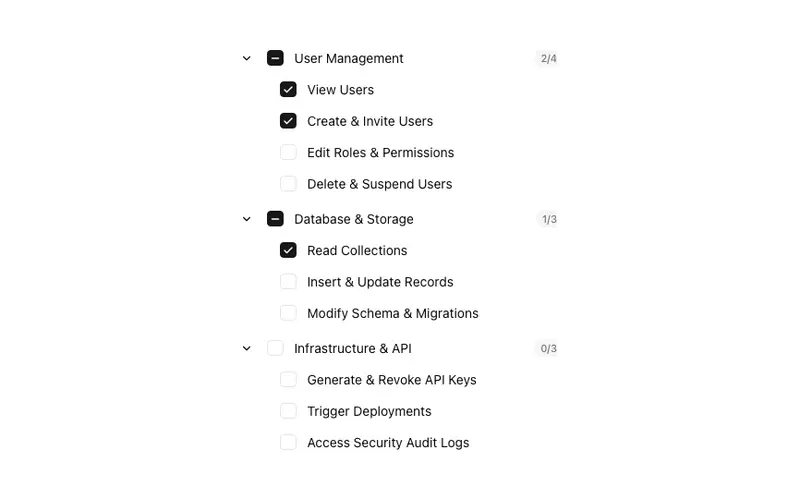 User Management 2/4
View Users
Create & Invite Users
Edit Roles & Permissions
Delete & Suspend Users
Database & Storage 1/3
Read Collections
Insert & Update Records
Modify Schema & Migrations
Infrastructure & API 0/3
Generate & Revoke API Keys
Trigger Deployments
Access Security Audit Logs